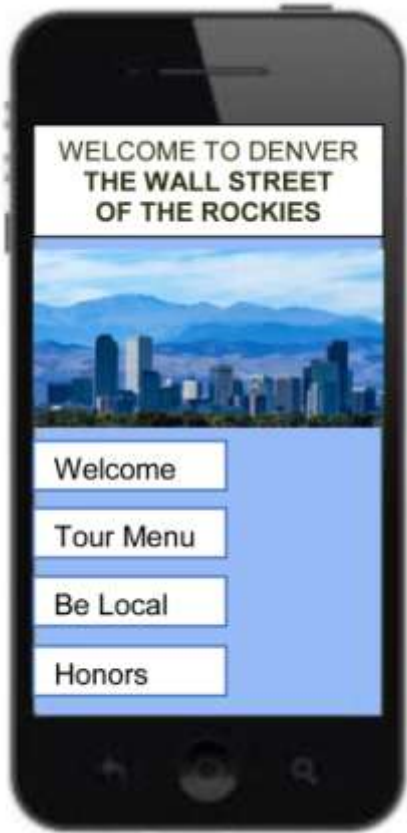 WELCOME TO DENVER
THE WALL STREET
OF THE ROCKIES
Welcome
Tour Menu
Be Local
Honors